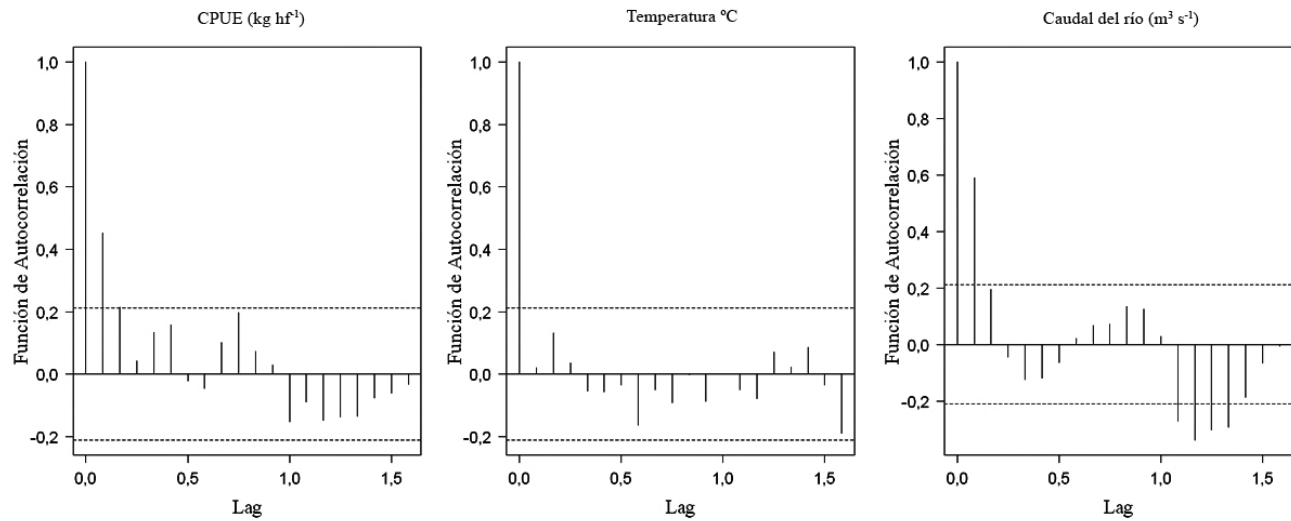 CPUE (kg hf⁻¹)
Función de Autocorrelación
1,0
0,8
0,6
0,4
0,2
0,0
-0,2
0,0 0,5 1,0 1,5
Lag
Temperatura ºC
Función de Autocorrelación
1,0
0,8
0,6
0,4
0,2
0,0
-0,2
0,0 0,5 1,0 1,5
Lag
Caudal del río (m³ s⁻¹)
Función de Autocorrelación
1,0
0,8
0,6
0,4
0,2
0,0
-0,2
0,0 0,5 1,0 1,5
Lag